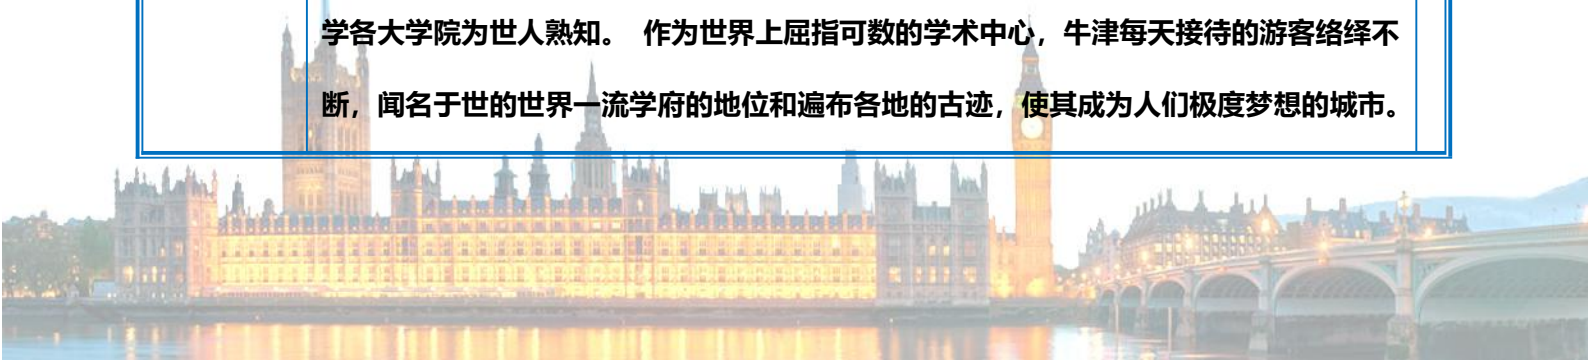 学各大学院为世人熟知。 作为世界上屈指可数的学术中心，牛津每天接待的游客络绎不
断，闻名于世的世界一流学府的地位和遍布各地的古迹，使其成为人们极度梦想的城市。